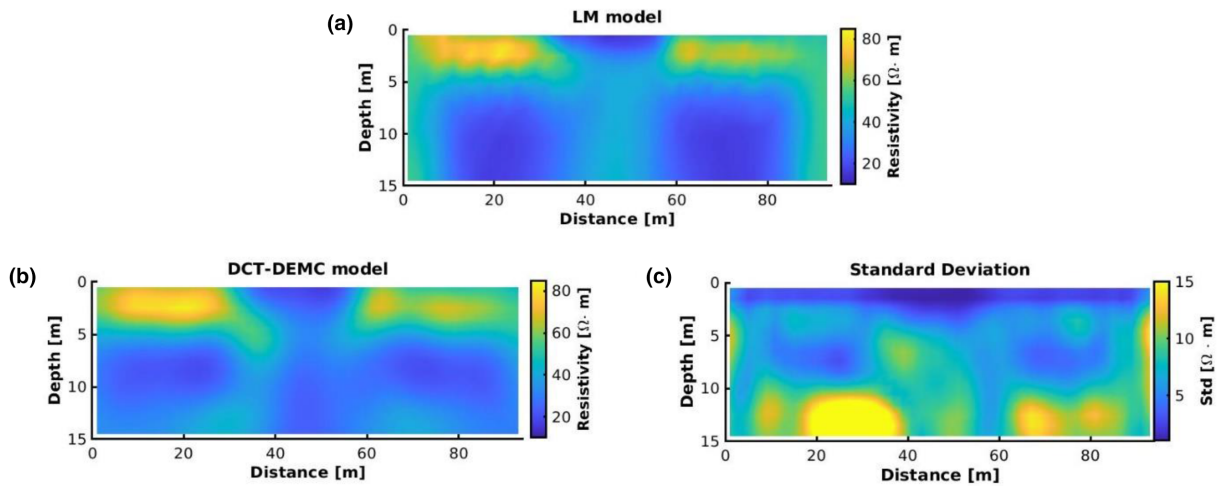 (a)
LM model
Depth [m]
0
5
10
15
0 20 40 60 80
Distance [m]
80
60
40
20
Resistivity [Ω· m]
(b)
DCT-DEMC model
Depth [m]
0
5
10
15
0 20 40 60 80
Distance [m]
80
60
40
20
Resistivity [Ω· m]
(c)
Standard Deviation
Depth [m]
0
5
10
15
0 20 40 60 80
Distance [m]
15
10
5
Std [Ω · m]